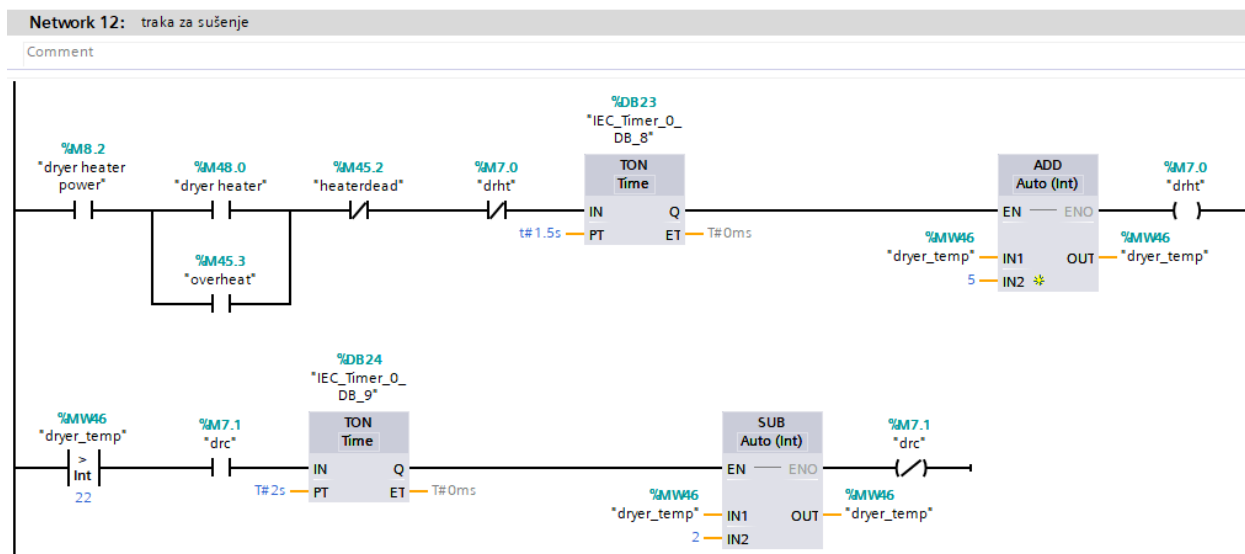 Network 12: traka za sušenje
Comment
%DB23
"IEC_Timer_0_
DB_8"
%M8.2
"dryer heater
power"
%M48.0
"dryer heater"
%M45.2
"heaterdead"
%M7.0
"drht"
TON
Time
IN
Q
t#1.5s
PT
ET
T#0ms
ADD
Auto (Int)
EN
ENO
%M7.0
"drht"
%MW46
"dryer_temp"
IN1
OUT
%MW46
"dryer_temp"
5
IN2
%M45.3
"overheat"
%DB24
"IEC_Timer_0_
DB_9"
%MW46
"dryer_temp"
>
Int
22
%M7.1
"drc"
TON
Time
IN
Q
T#2s
PT
ET
T#0ms
SUB
Auto (Int)
EN
ENO
%M7.1
"drc"
%MW46
"dryer_temp"
IN1
OUT
%MW46
"dryer_temp"
2
IN2